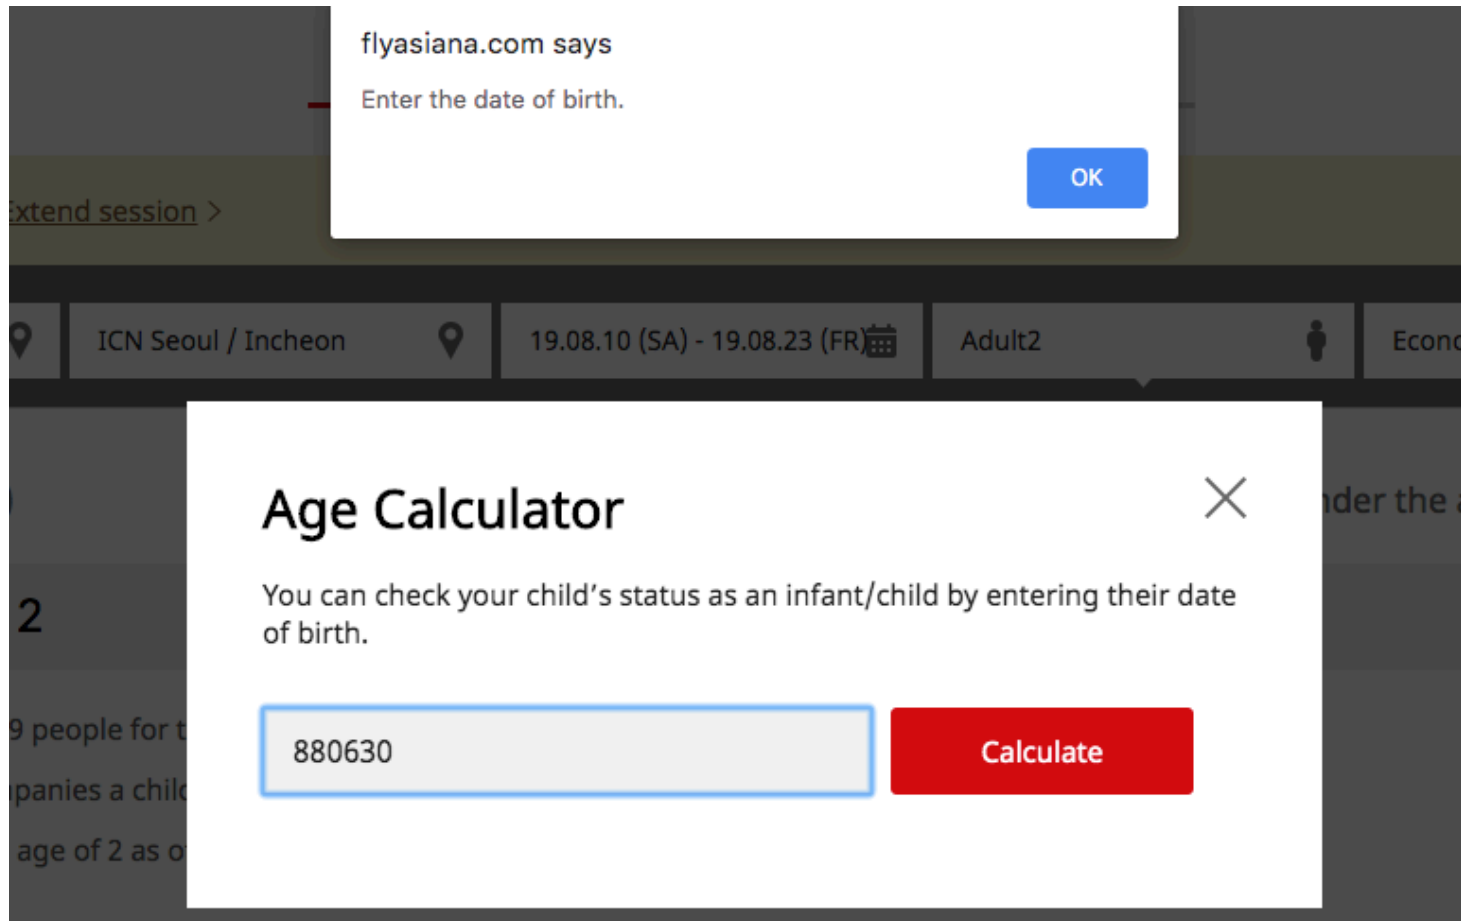 flyasiana.com says
Enter the date of birth.
OK
Extend session >
ICN Seoul / Incheon
19.08.10 (SA) - 19.08.23 (FR)
Adult2
Age Calculator
nder the
2
You can check your child’s status as an infant/child by entering their date
of birth.
9 people for t
880630
Calculate
panies a chil
age of 2 as o